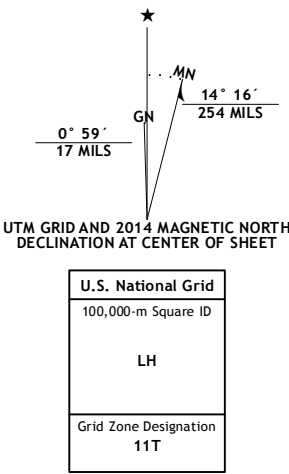 MN
GN
14° 16´
254 MILS
0° 59´
17 MILS
UTM GRID AND 2014 MAGNETIC NORTH
DECLINATION AT CENTER OF SHEET
U.S. National Grid
100,000-m Square ID
LH
Grid Zone Designation
11T